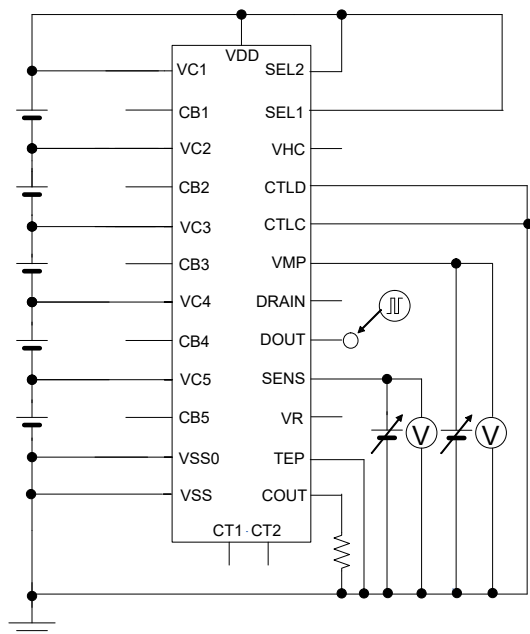 VDD
VC1
SEL2
CB1
SEL1
VC2
VHC
CB2
CTLD
VC3
CTLC
CB3
VMP
VC4
DRAIN
CB4
DOUT
VC5
SENS
CB5
VR
VSS0
TEP
VSS
COUT
CT1 CT2
V
V